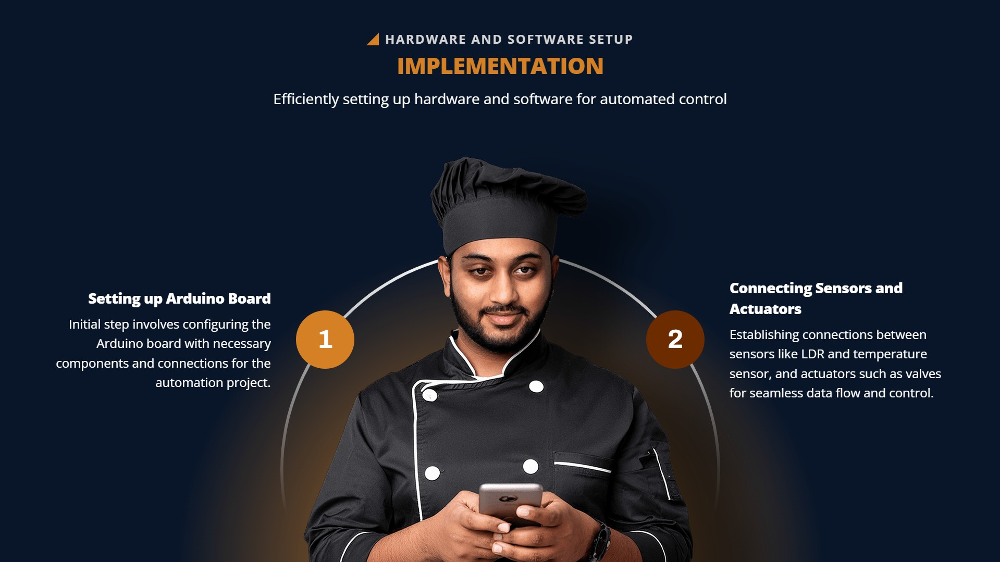 HARDWARE AND SOFTWARE SETUP
IMPLEMENTATION
Efficiently setting up hardware and software for automated control
Setting up Arduino Board
Initial step involves configuring the
Arduino board with necessary
components and connections for the
automation project.
1
2
Connecting Sensors and
Actuators
Establishing connections between
sensors like LDR and temperature
sensor, and actuators such as valves
for seamless data flow and control.